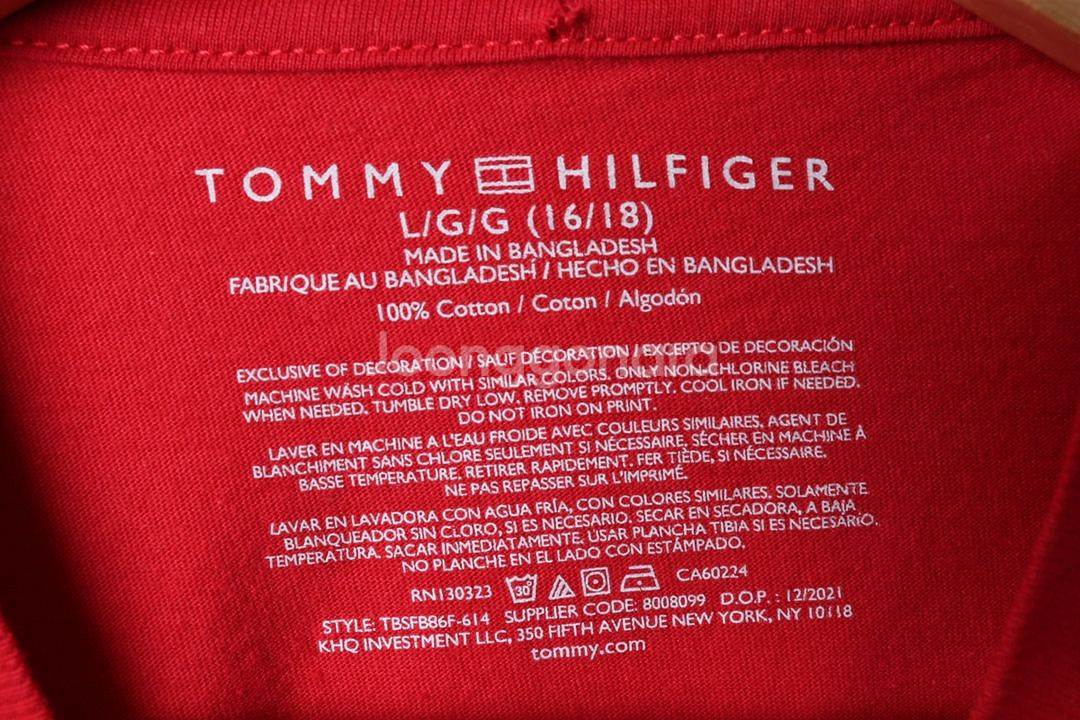 TOMMY HILFIGER
L/G/G (16/18)
MADE IN BANGLADESH
FABRIQUE AU BANGLADESH / HECHO EN BANGLADESH
100% Cotton / Coton / Algodón
joonggonara
EXCLUSIVE OF DECORATION / SAUF DÉCORATION / EXCEPTO DE DECORACIÓN
MACHINE WASH COLD WITH SIMILAR COLORS. ONLY NON-CHLORINE BLEACH
WHEN NEEDED. TUMBLE DRY LOW. REMOVE PROMPTLY. COOL IRON IF NEEDED.
DO NOT IRON ON PRINT.
LAVER EN MACHINE A L'EAU FROIDE AVEC COULEURS SIMILAIRES. AGENT DE
BLANCHIMENT SANS CHLORE SEULEMENT SI NÉCESSAIRE. SÉCHER EN MACHINE À
BASSE TEMPERATURE. RETIRER RAPIDEMENT. FER TIÈDE, SI NÉCESSAIRE.
NE PAS REPASSER SUR L'IMPRIMÉ.
LAVAR EN LAVADORA CON AGUA FRÍA, CON COLORES SIMILARES. SOLAMENTE
BLANQUEADOR SIN CLORO, SI ES NECESARIO. SECAR EN SECADORA, A BAJA
TEMPERATURA. SACAR INMEDIATAMENTE. USAR PLANCHA TIBIA SI ES NECESARIO.
NO PLANCHE EN EL LADO CON ESTÁMPADO.
RN130323 30° CA60224
STYLE: TBSFB86F-614 SUPPLIER CODE: 8008099 D.O.P. : 12/2021
KHQ INVESTMENT LLC, 350 FIFTH AVENUE NEW YORK, NY 10118
tommy.com